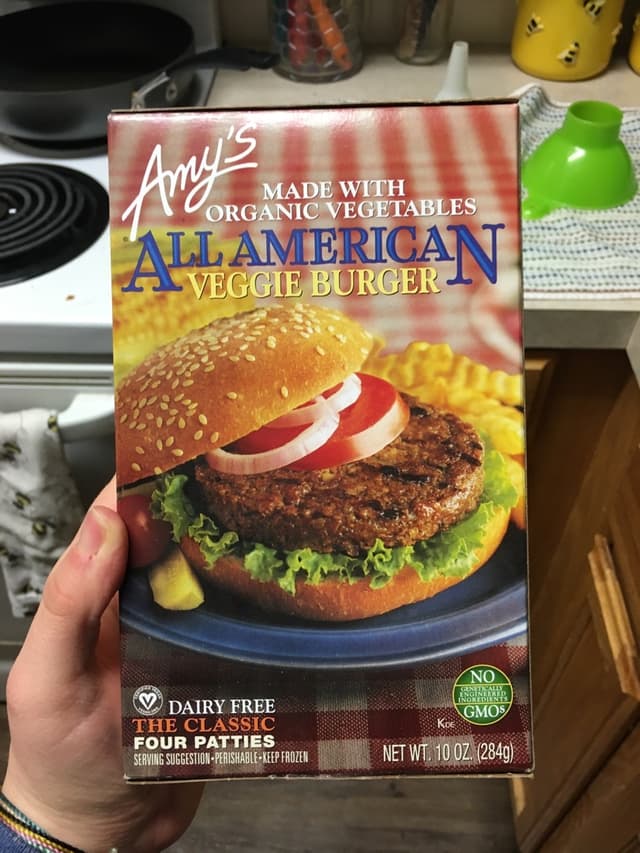 Amy's
MADE WITH
ORGANIC VEGETABLES
ALL AMERICAN
VEGGIE BURGER
DAIRY FREE
THE CLASSIC
FOUR PATTIES
SERVING SUGGESTION•PERISHABLE•KEEP FROZEN
NO
GENETICALLY
ENGINEERED
INGREDIENTS
GMOs
KDE
NET WT. 10 OZ. (284g)